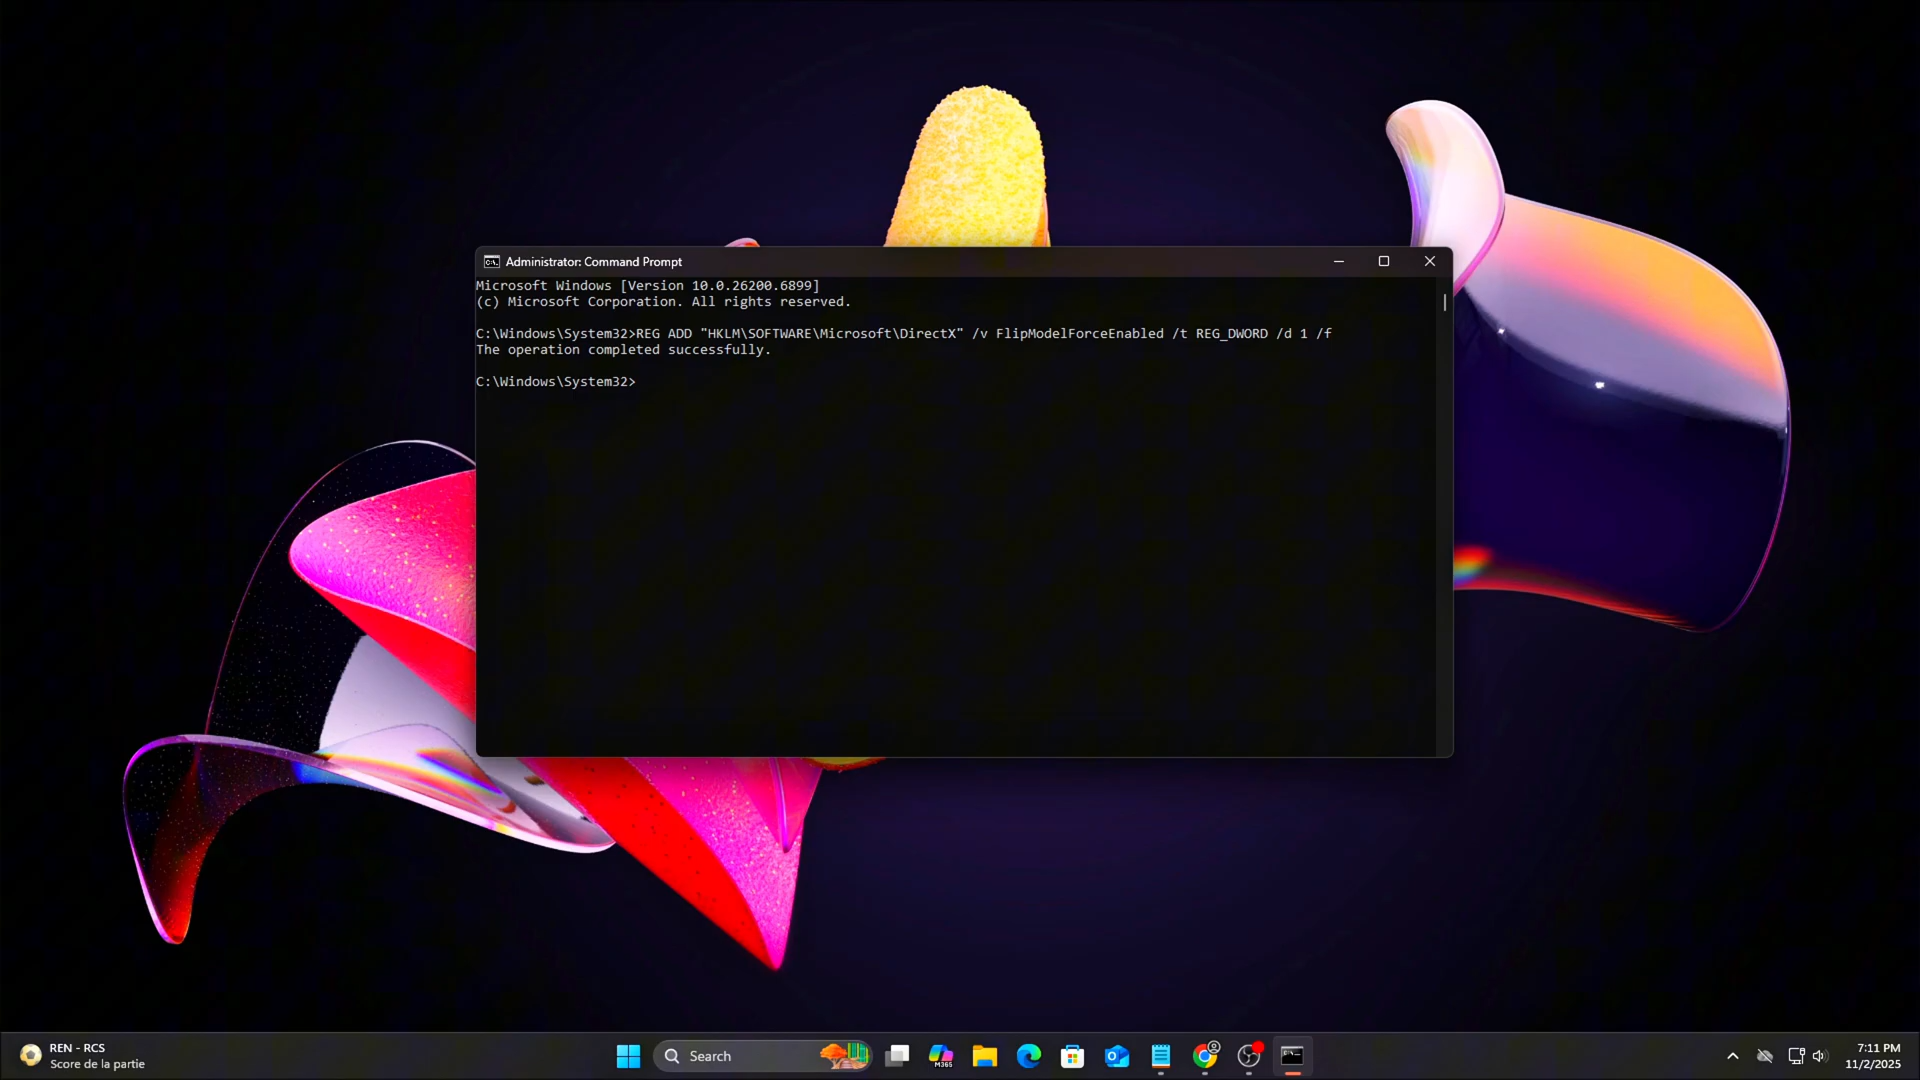 Administrator: Command Prompt
Microsoft Windows [Version 10.0.26200.6899]
(c) Microsoft Corporation. All rights reserved.
C:\Windows\System32>REG ADD "HKLM\SOFTWARE\Microsoft\DirectX" /v FlipModelForceEnabled /t REG_DWORD /d 1 /f
The operation completed successfully.
C:\Windows\System32>
REN - RCS
Score de la partie
Search
M365
7:11 PM
11/2/2025